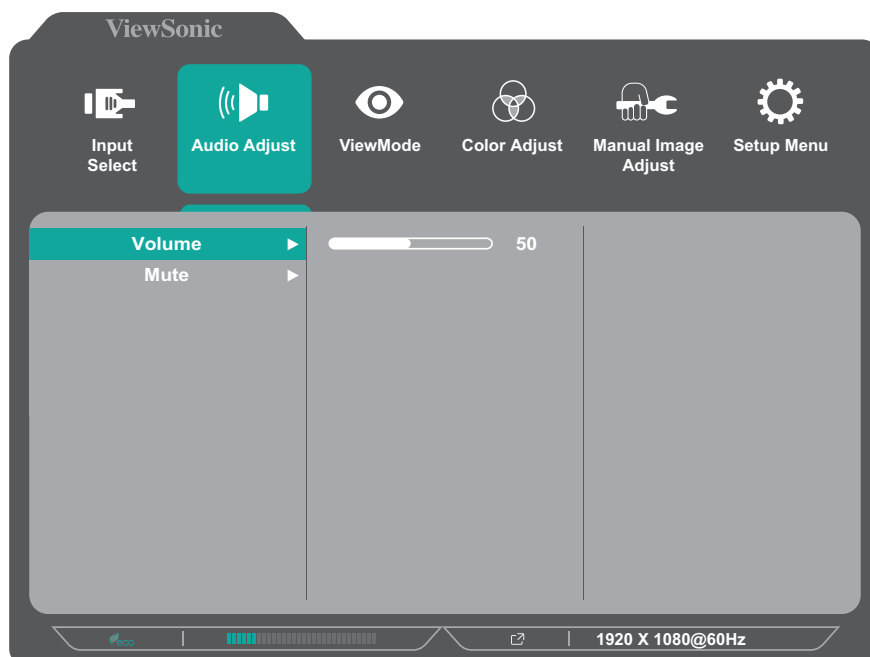 ViewSonic
Input
Select
Audio Adjust
ViewMode
Color Adjust
Manual Image
Adjust
Setup Menu
Volume
50
Mute
eco
1920 X 1080@60Hz